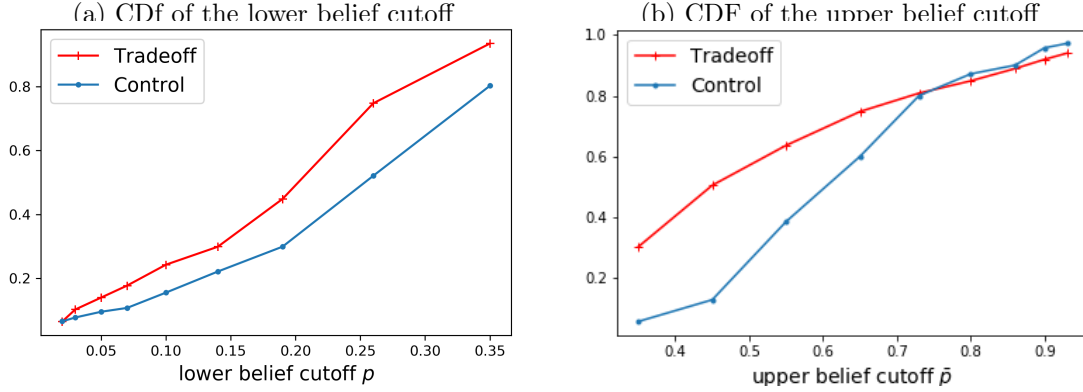 (a) CDf of the lower belief cutoff
Tradeoff
Control
0.8
0.6
0.4
0.2
0.05 0.10 0.15 0.20 0.25 0.30 0.35
lower belief cutoff p
(b) CDF of the upper belief cutoff
Tradeoff
Control
1.0
0.8
0.6
0.4
0.2
0.4 0.5 0.6 0.7 0.8 0.9
upper belief cutoff p̄